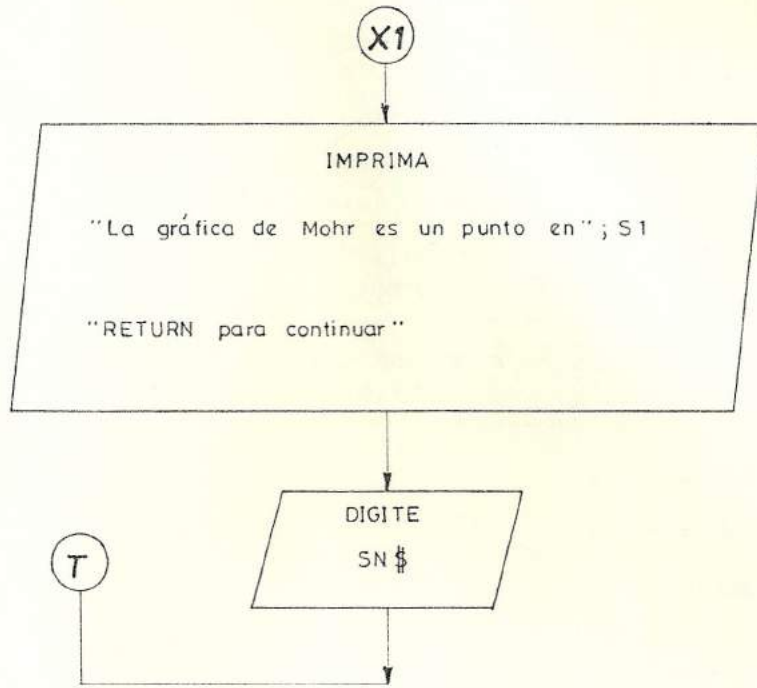 X1
IMPRIMA
"La gráfica de Mohr es un punto en"; S1
"RETURN para continuar"
DIGITE
SN$
T